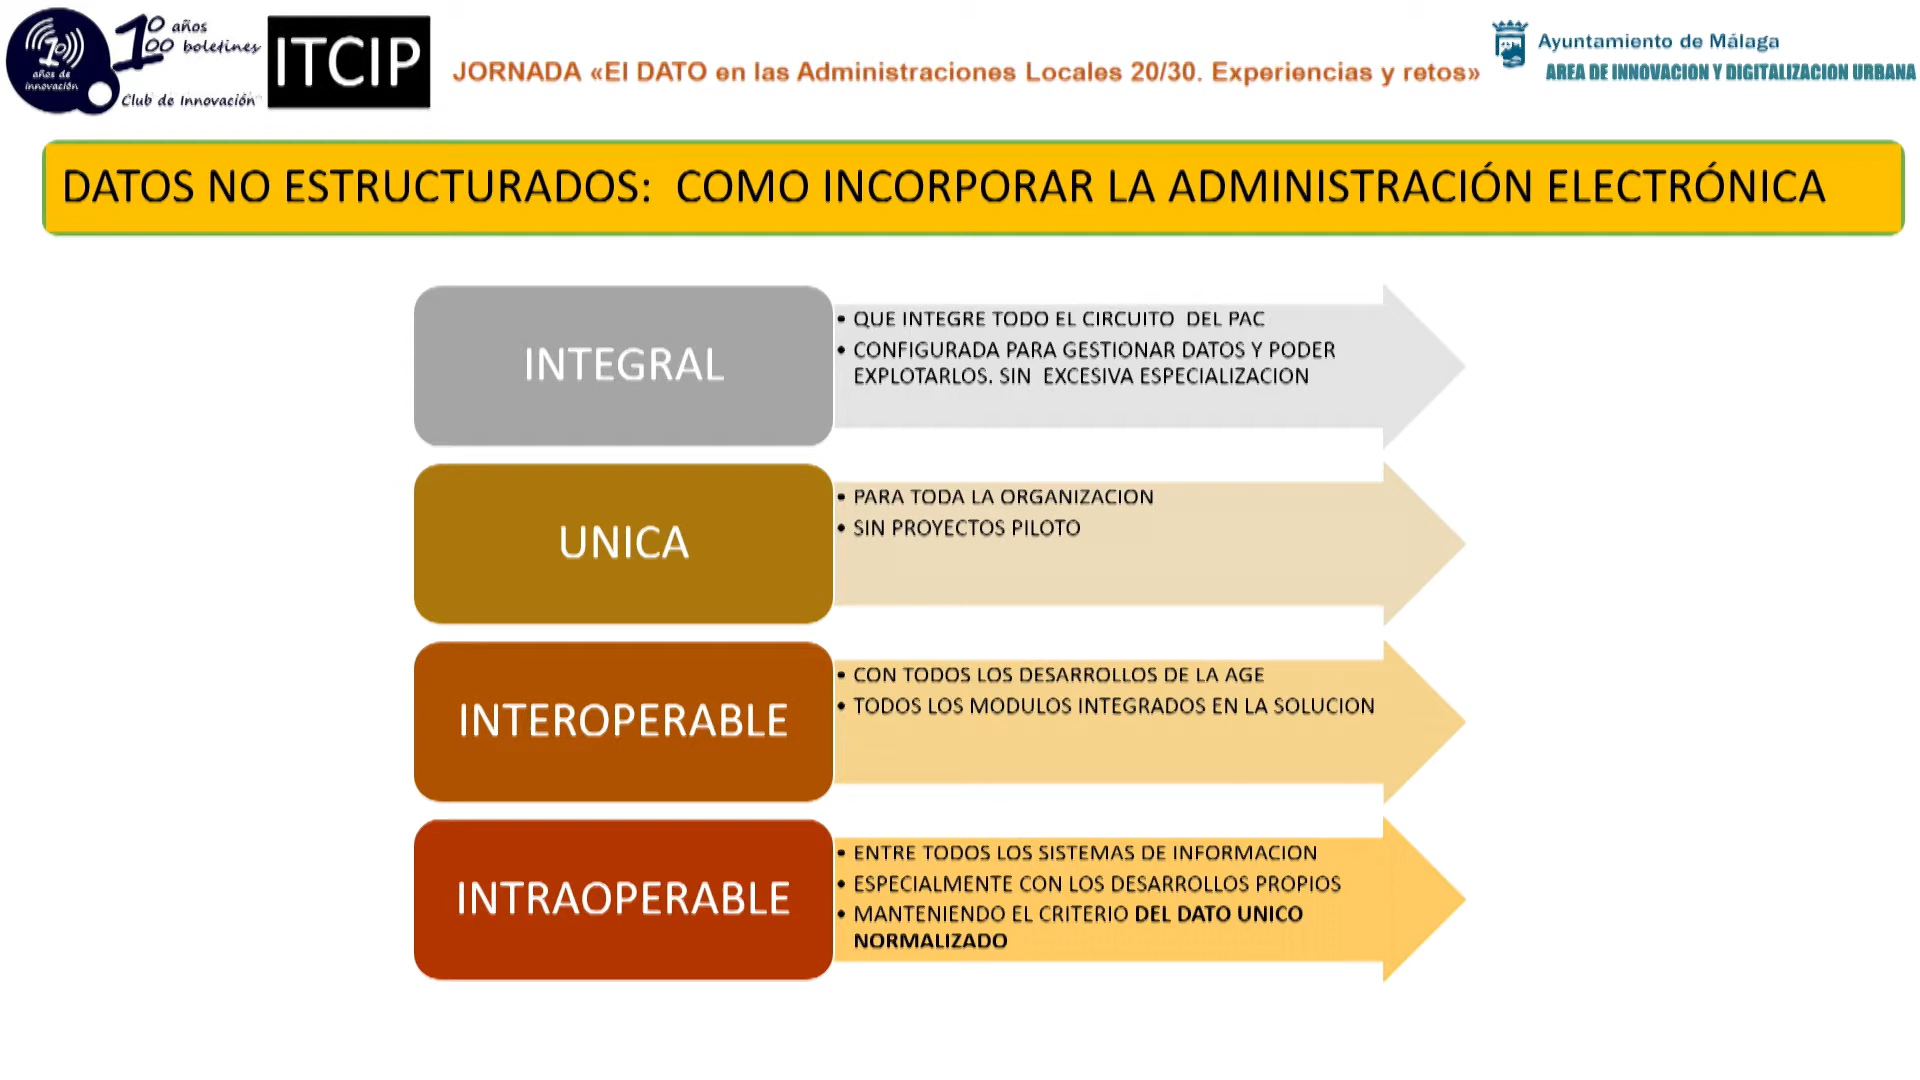 10
años de
innovación
10 años
100 boletines
Club de Innovación
ITCIP
JORNADA «El DATO en las Administraciones Locales 20/30. Experiencias y retos»
Ayuntamiento de Málaga
AREA DE INNOVACION Y DIGITALIZACION URBANA
DATOS NO ESTRUCTURADOS: COMO INCORPORAR LA ADMINISTRACIÓN ELECTRÓNICA
INTEGRAL
• QUE INTEGRE TODO EL CIRCUITO DEL PAC
• CONFIGURADA PARA GESTIONAR DATOS Y PODER
EXPLOTARLOS. SIN EXCESIVA ESPECIALIZACION
UNICA
• PARA TODA LA ORGANIZACION
• SIN PROYECTOS PILOTO
INTEROPERABLE
• CON TODOS LOS DESARROLLOS DE LA AGE
• TODOS LOS MODULOS INTEGRADOS EN LA SOLUCION
INTRAOPERABLE
• ENTRE TODOS LOS SISTEMAS DE INFORMACION
• ESPECIALMENTE CON LOS DESARROLLOS PROPIOS
• MANTENIENDO EL CRITERIO DEL DATO UNICO
NORMALIZADO